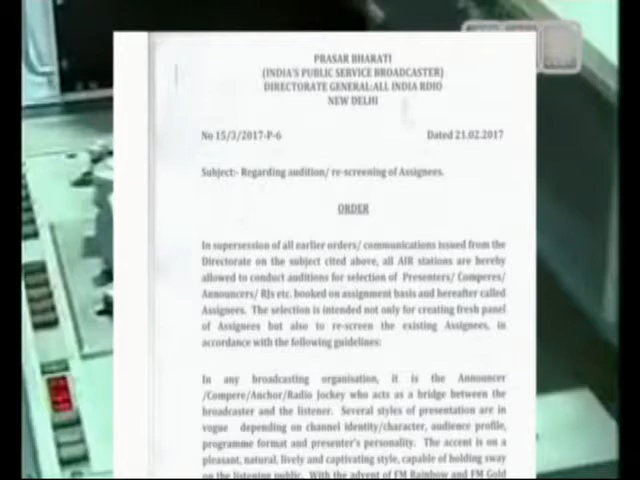 PRASAR BHARATI
(INDIA'S PUBLIC SERVICE BROADCASTER)
DIRECTORATE GENERAL:ALL INDIA RDIO
NEW DELHI
No 15/3/2017-P-6 Dated 21.02.2017
Subject:- Regarding audition/ re-screening of Assignees.
ORDER
In supersession of all earlier orders/ communications issued from the
Directorate on the subject cited above, all AIR stations are hereby
allowed to conduct auditions for selection of Presenters/ Comperes/
Announcers/ RJs etc. booked on assignment basis and hereafter called
Assignees. The selection is intended not only for creating fresh panel
of Assignees but also to re-screen the existing Assignees, in
accordance with the following guidelines:
In any broadcasting organisation, it is the Announcer
/Compere/Anchor/Radio Jockey who acts as a bridge between the
broadcaster and the listener. Several styles of presentation are in
vogue depending on channel identity/character, audience profile,
programme format and presenter's personality. The accent is on a
pleasant, natural, lively and captivating style, capable of holding sway
on the listening public. With the advent of FM Rainbow and FM Gold